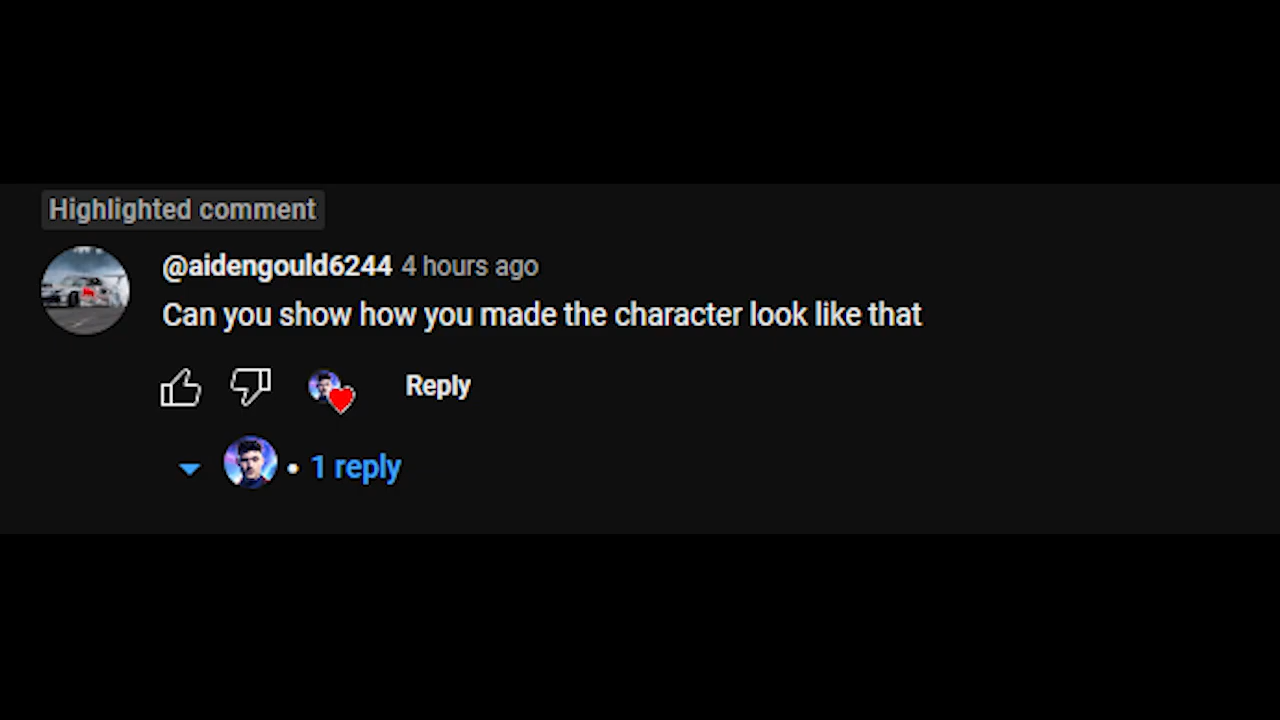 Highlighted comment
@aidengould6244 4 hours ago
Can you show how you made the character look like that
Reply
• 1 reply